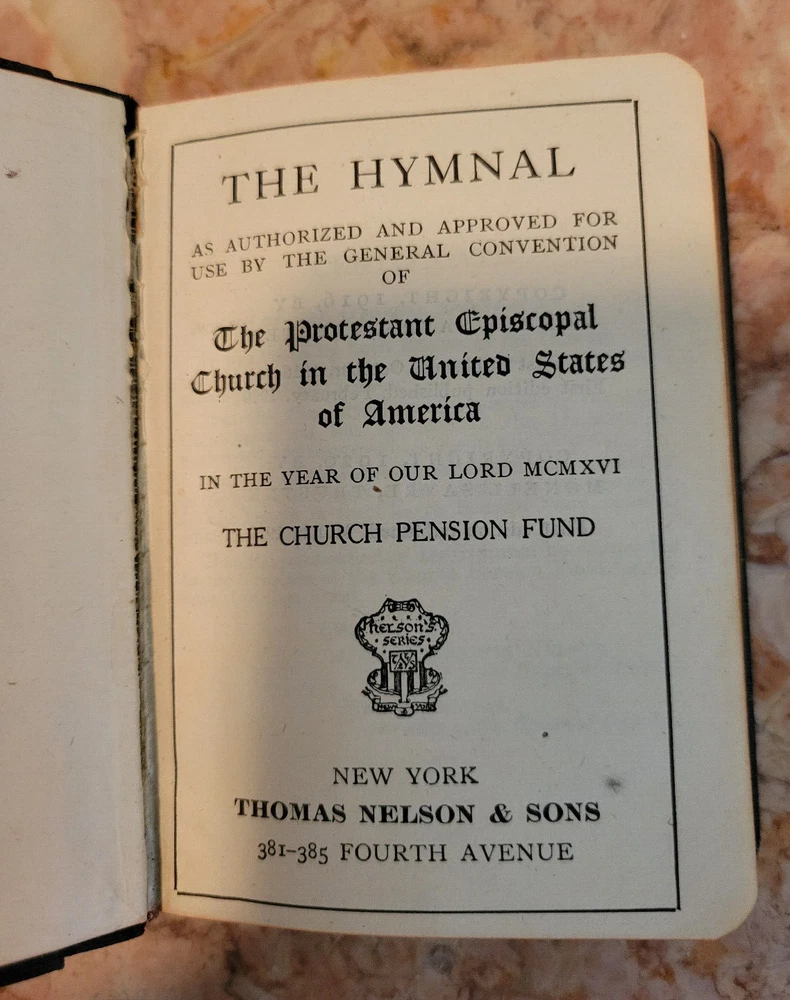 THE HYMNAL
AS AUTHORIZED AND APPROVED FOR
USE BY THE GENERAL CONVENTION
OF
The Protestant Episcopal
Church in the United States
of America
IN THE YEAR OF OUR LORD MCMXVI
THE CHURCH PENSION FUND
NELSON'S
SERIES
NEW YORK
THOMAS NELSON & SONS
381-385 FOURTH AVENUE